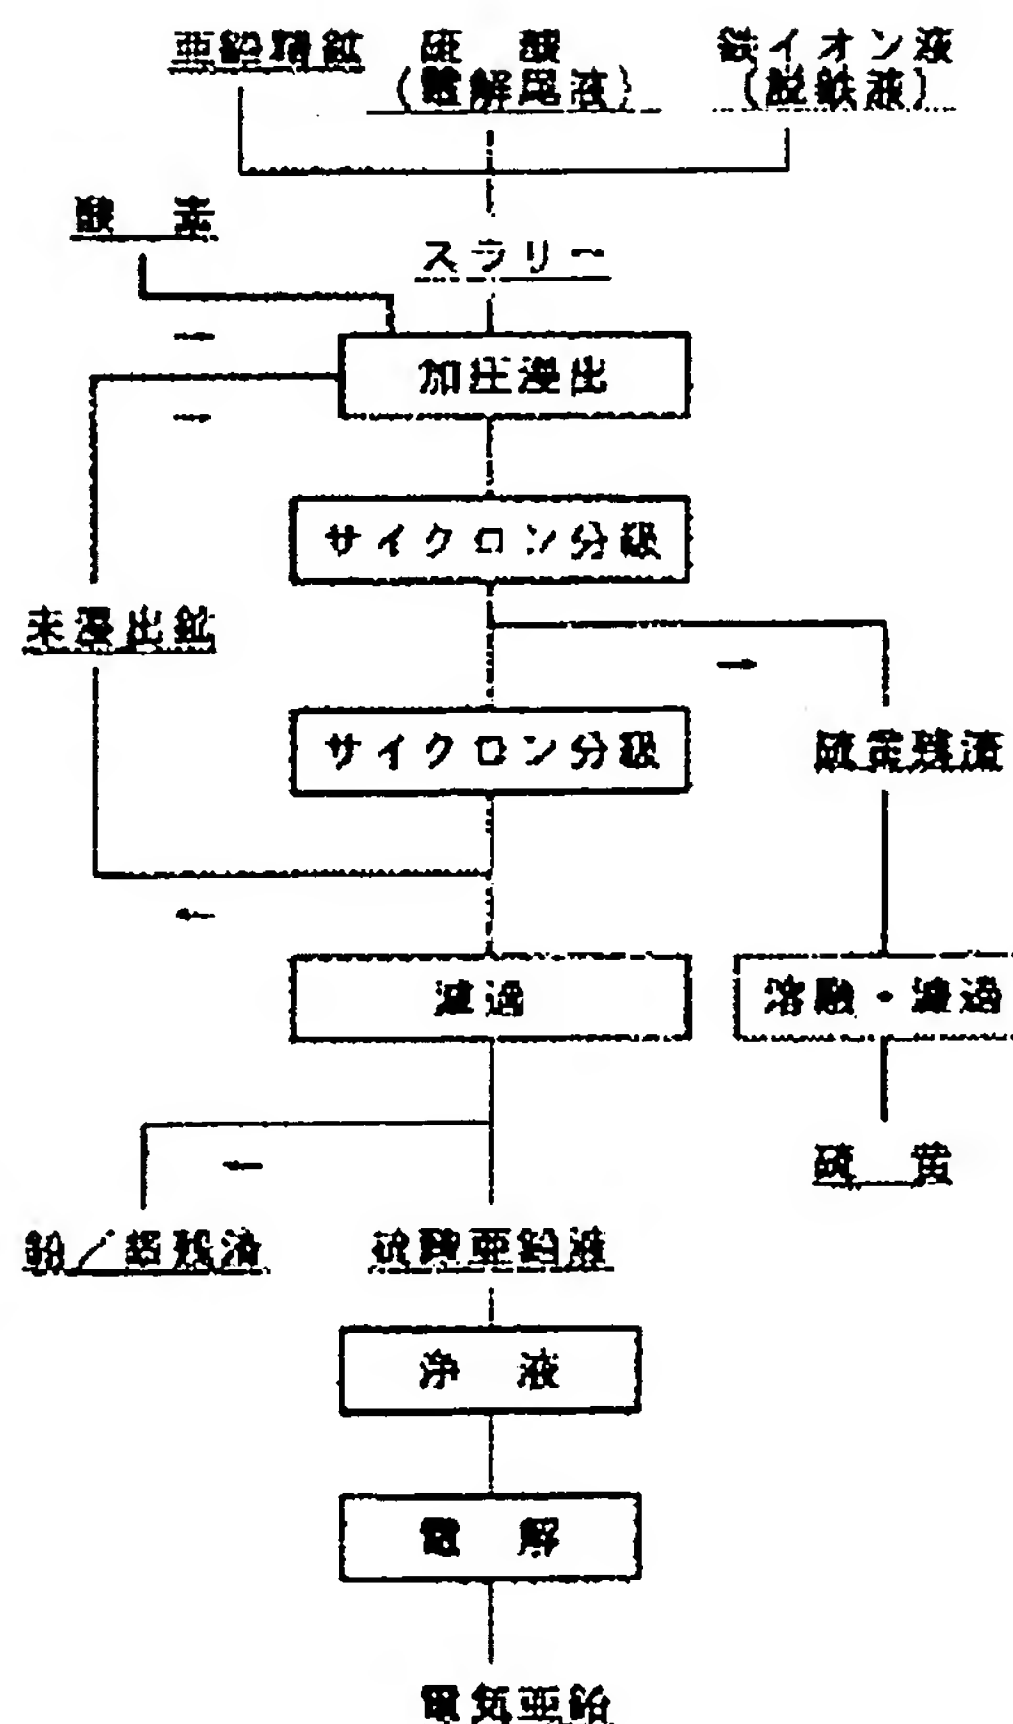 亜鉛精鉱
硫 酸
(電解尾液)
鉄イオン液
(脱鉄液)
酸 素
スラリー
加圧浸出
サイクロン分級
未浸出鉱
サイクロン分級
硫黄残渣
濾過
溶融・濾過
硫 黄
鉛/銀残渣
硫酸亜鉛液
浄 液
電 解
電気亜鉛